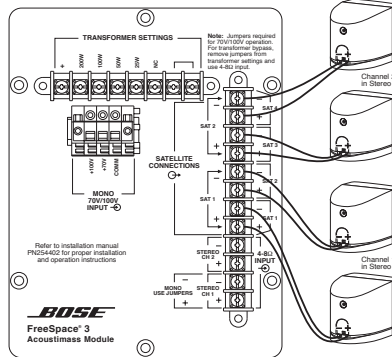 TRANSFORMER SETTINGS
+
200W
100W
50W
25W
NC
Note: Jumpers required
for 70V/100V operation.
For transformer bypass,
remove jumpers from
transformer settings and
use 4-8Ω input.
+100V
+70V
COMM
MONO
70V/100V
INPUT
SATELLITE
CONNECTIONS
−
SAT 4
+
−
SAT 2
+
−
SAT 3
+
−
SAT 2
+
−
SAT 1
+
−
SAT 1
+
−
STEREO
CH 2
+
4-8Ω
INPUT
−
MONO
USE JUMPERS
+
−
STEREO
CH 1
+
Refer to installation manual
PN254402 for proper installation
and operation instructions
BOSE
FreeSpace® 3
Acoustimass Module
Channel
in Stereo
Channel
in Stereo